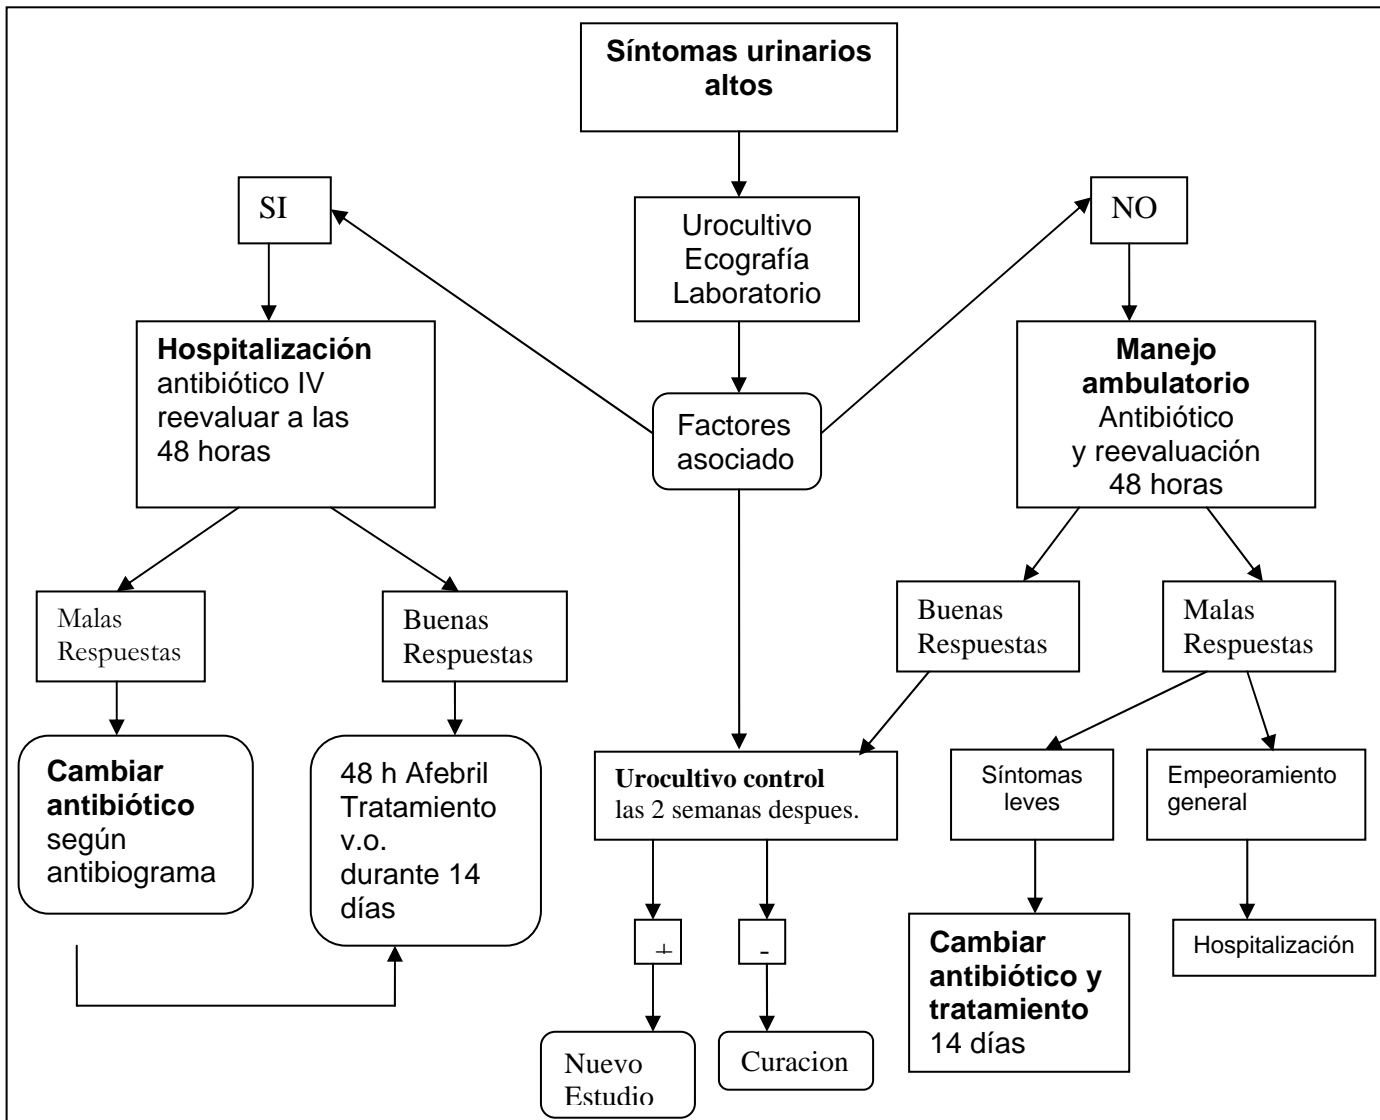 Síntomas urinarios
altos
SI
Urocultivo
Ecografía
Laboratorio
NO
Hospitalización
antibiótico IV
reevaluar a las
48 horas
Factores
asociado
Manejo
ambulatorio
Antibiótico
y reevaluación
48 horas
Malas
Respuestas
Buenas
Respuestas
Buenas
Respuestas
Malas
Respuestas
Cambiar
antibiótico
según
antibiograma
48 h Afebril
Tratamiento
v.o.
durante 14
días
Urocultivo control
las 2 semanas despues.
Síntomas
leves
Empeoramiento
general
+
-
Cambiar
antibiótico y
tratamiento
14 días
Hospitalización
Nuevo
Estudio
Curacion